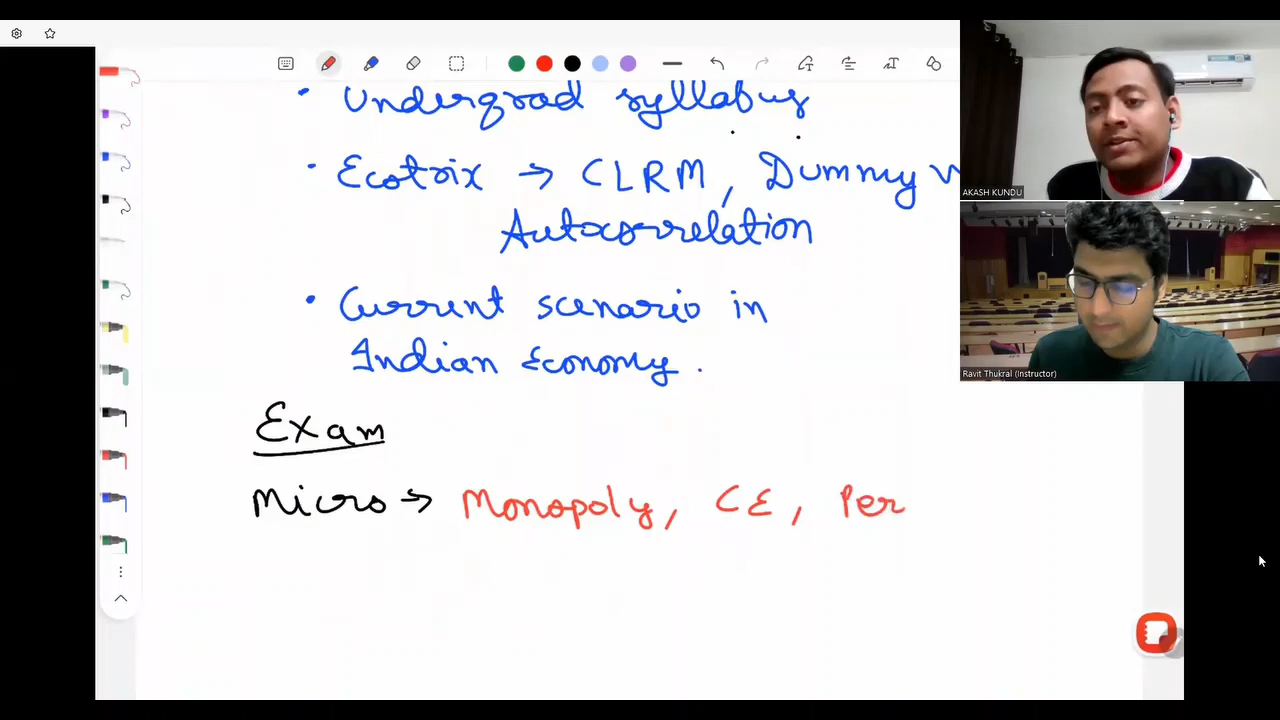 • Undergrad syllabus
• Ecotrix → CLRM, Dummy V
Autocorrelation
• Current scenario in
Indian Economy.
Exam
Micro → Monopoly, CE, Per
AKASH KUNDU
Ravit Thukral (Instructor)